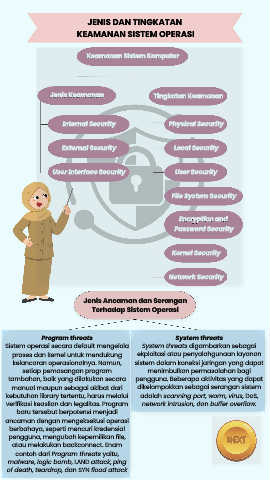 JENIS DAN TINGKATAN
KEAMANAN SISTEM OPERASI
Keamanan Sistem Komputer
Jenis Keamanan
Tingkatan Keamanan
Internal Security
Physical Security
External Security
Local Security
User Interface Security
User Security
File System Security
Encryption and
Password Security
Kernel Security
Network Security
Jenis Ancaman dan Serangan
Terhadap Sistem Operasi
Program threats
Sistem operasi secara default mengelola
proses dan kernel untuk mendukung
kelancaran operasionalnya. Namun,
setiap pemasangan program
tambahan, baik yang dilakukan secara
manual maupun sebagai akibat dari
kebutuhan library tertentu, harus melalui
verifikasi keaslian dan legalitas. Program
baru tersebut berpotensi menjadi
ancaman dengan mengeksekusi operasi
berbahaya, seperti mencuri kredensial
pengguna, mengubah kepemilikan file,
atau melakukan backconnect. Enam
contoh dari Program threats yaitu,
malware, logic bomb, LAND attack, ping
of death, teardrop, dan SYN flood attack
System threats
System threats digambarkan sebagai
eksploitasi atau penyalahgunaan layanan
sistem dalam koneksi jaringan yang dapat
menimbulkan permasalahan bagi
pengguna. Beberapa aktivitas yang dapat
dikelompokkan sebagai serangan sistem
adalah scanning port, worm, virus, DoS,
network intrusion, dan buffer overflow.
NEXT